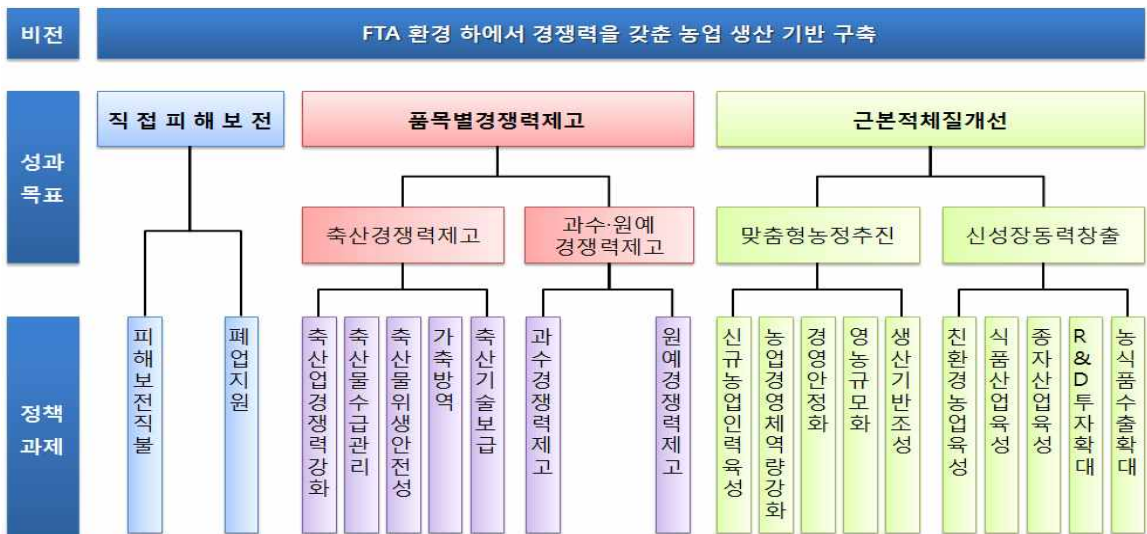 비전
FTA 환경 하에서 경쟁력을 갖춘 농업 생산 기반 구축
성과
목표
직접피해보전
품목별경쟁력제고
근본적체질개선
축산경쟁력제고
과수·원예
경쟁력제고
맞춤형농정추진
신성장동력창출
정책
과제
피해보전직불
폐업지원
축산업경쟁력강화
축산물수급관리
축산물위생안전성
가축방역
축산기술보급
과수경쟁력제고
원예경쟁력제고
신규농업인력육성
농업경영체역량강화
경영안정화
영농규모화
생산기반조성
친환경농업육성
식품산업육성
종자산업육성
R&D투자확대
농식품수출확대